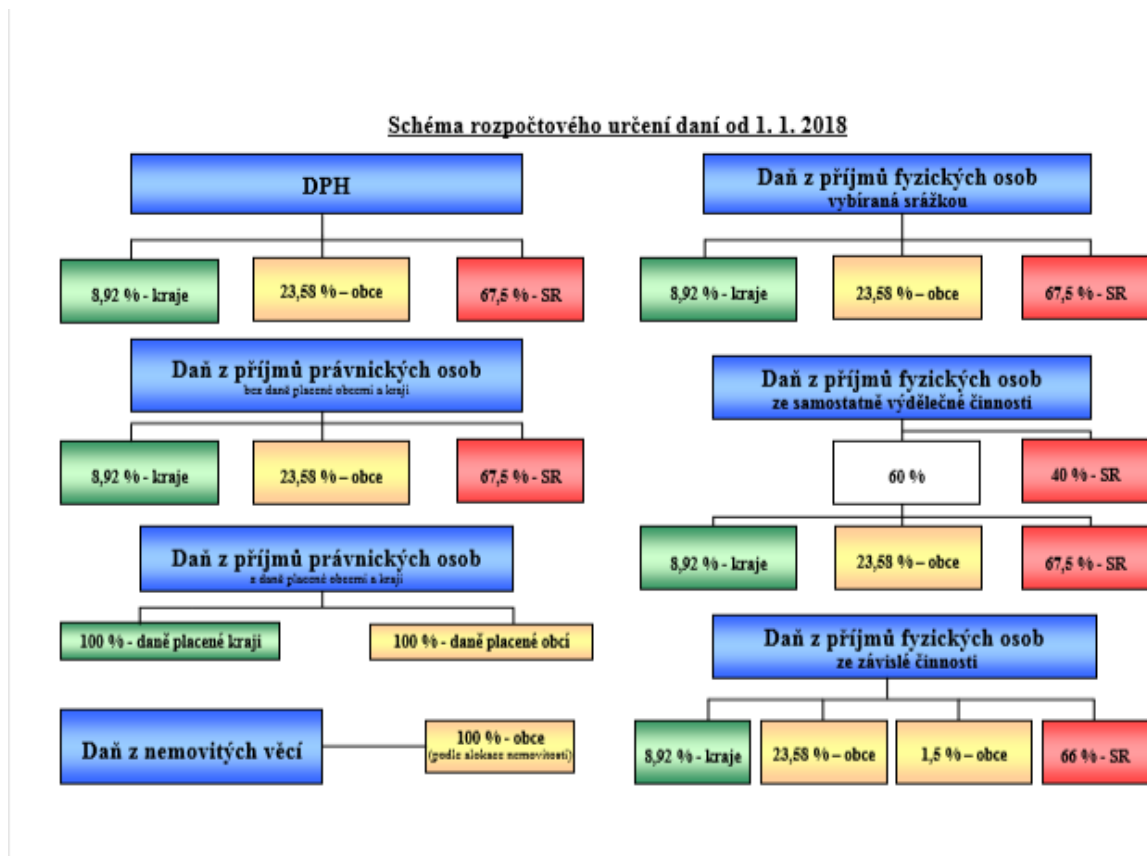 Schéma rozpočtového určení daní od 1. 1. 2018
DPH
8,92 % - kraje
23,58 % – obce
67,5 % - SR
Daň z příjmů právnických osob
bez daně placené obcemi a kraji
8,92 % - kraje
23,58 % – obce
67,5 % - SR
Daň z příjmů právnických osob
z daně placené obcemi a kraji
100 % - daně placené kraji
100 % - daně placené obcí
Daň z nemovitých věcí
100 % - obce
(podle alokace nemovitosti)
Daň z příjmů fyzických osob
vybíraná srážkou
8,92 % - kraje
23,58 % – obce
67,5 % - SR
Daň z příjmů fyzických osob
ze samostatně výdělečné činnosti
60 %
40 % - SR
8,92 % - kraje
23,58 % – obce
67,5 % - SR
Daň z příjmů fyzických osob
ze závislé činnosti
8,92 % - kraje
23,58 % – obce
1,5 % – obce
66 % - SR